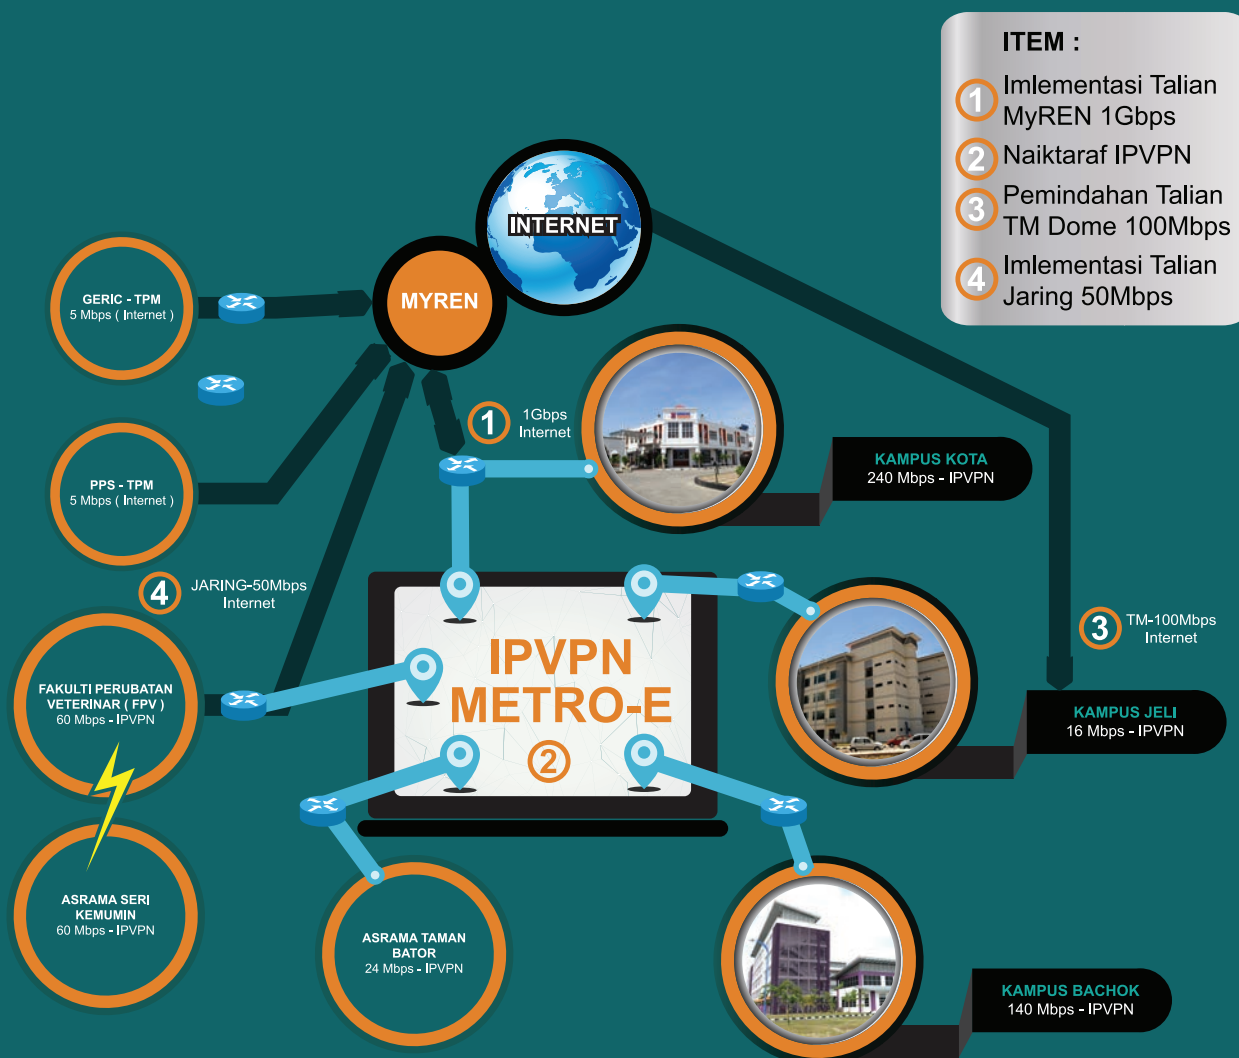 ITEM :
1 Imlementasi Talian
MyREN 1Gbps
2 Naiktaraf IPVPN
3 Pemindahan Talian
TM Dome 100Mbps
4 Imlementasi Talian
Jaring 50Mbps
INTERNET
MYREN
GERIC - TPM
5 Mbps ( Internet )
1
1Gbps
Internet
KAMPUS KOTA
240 Mbps - IPVPN
PPS - TPM
5 Mbps ( Internet )
4
JARING-50Mbps
Internet
3
TM-100Mbps
Internet
IPVPN
METRO-E
2
FAKULTI PERUBATAN
VETERINAR ( FPV )
60 Mbps - IPVPN
KAMPUS JELI
16 Mbps - IPVPN
ASRAMA SERI
KEMUMIN
60 Mbps - IPVPN
ASRAMA TAMAN
BATOR
24 Mbps - IPVPN
KAMPUS BACHOK
140 Mbps - IPVPN